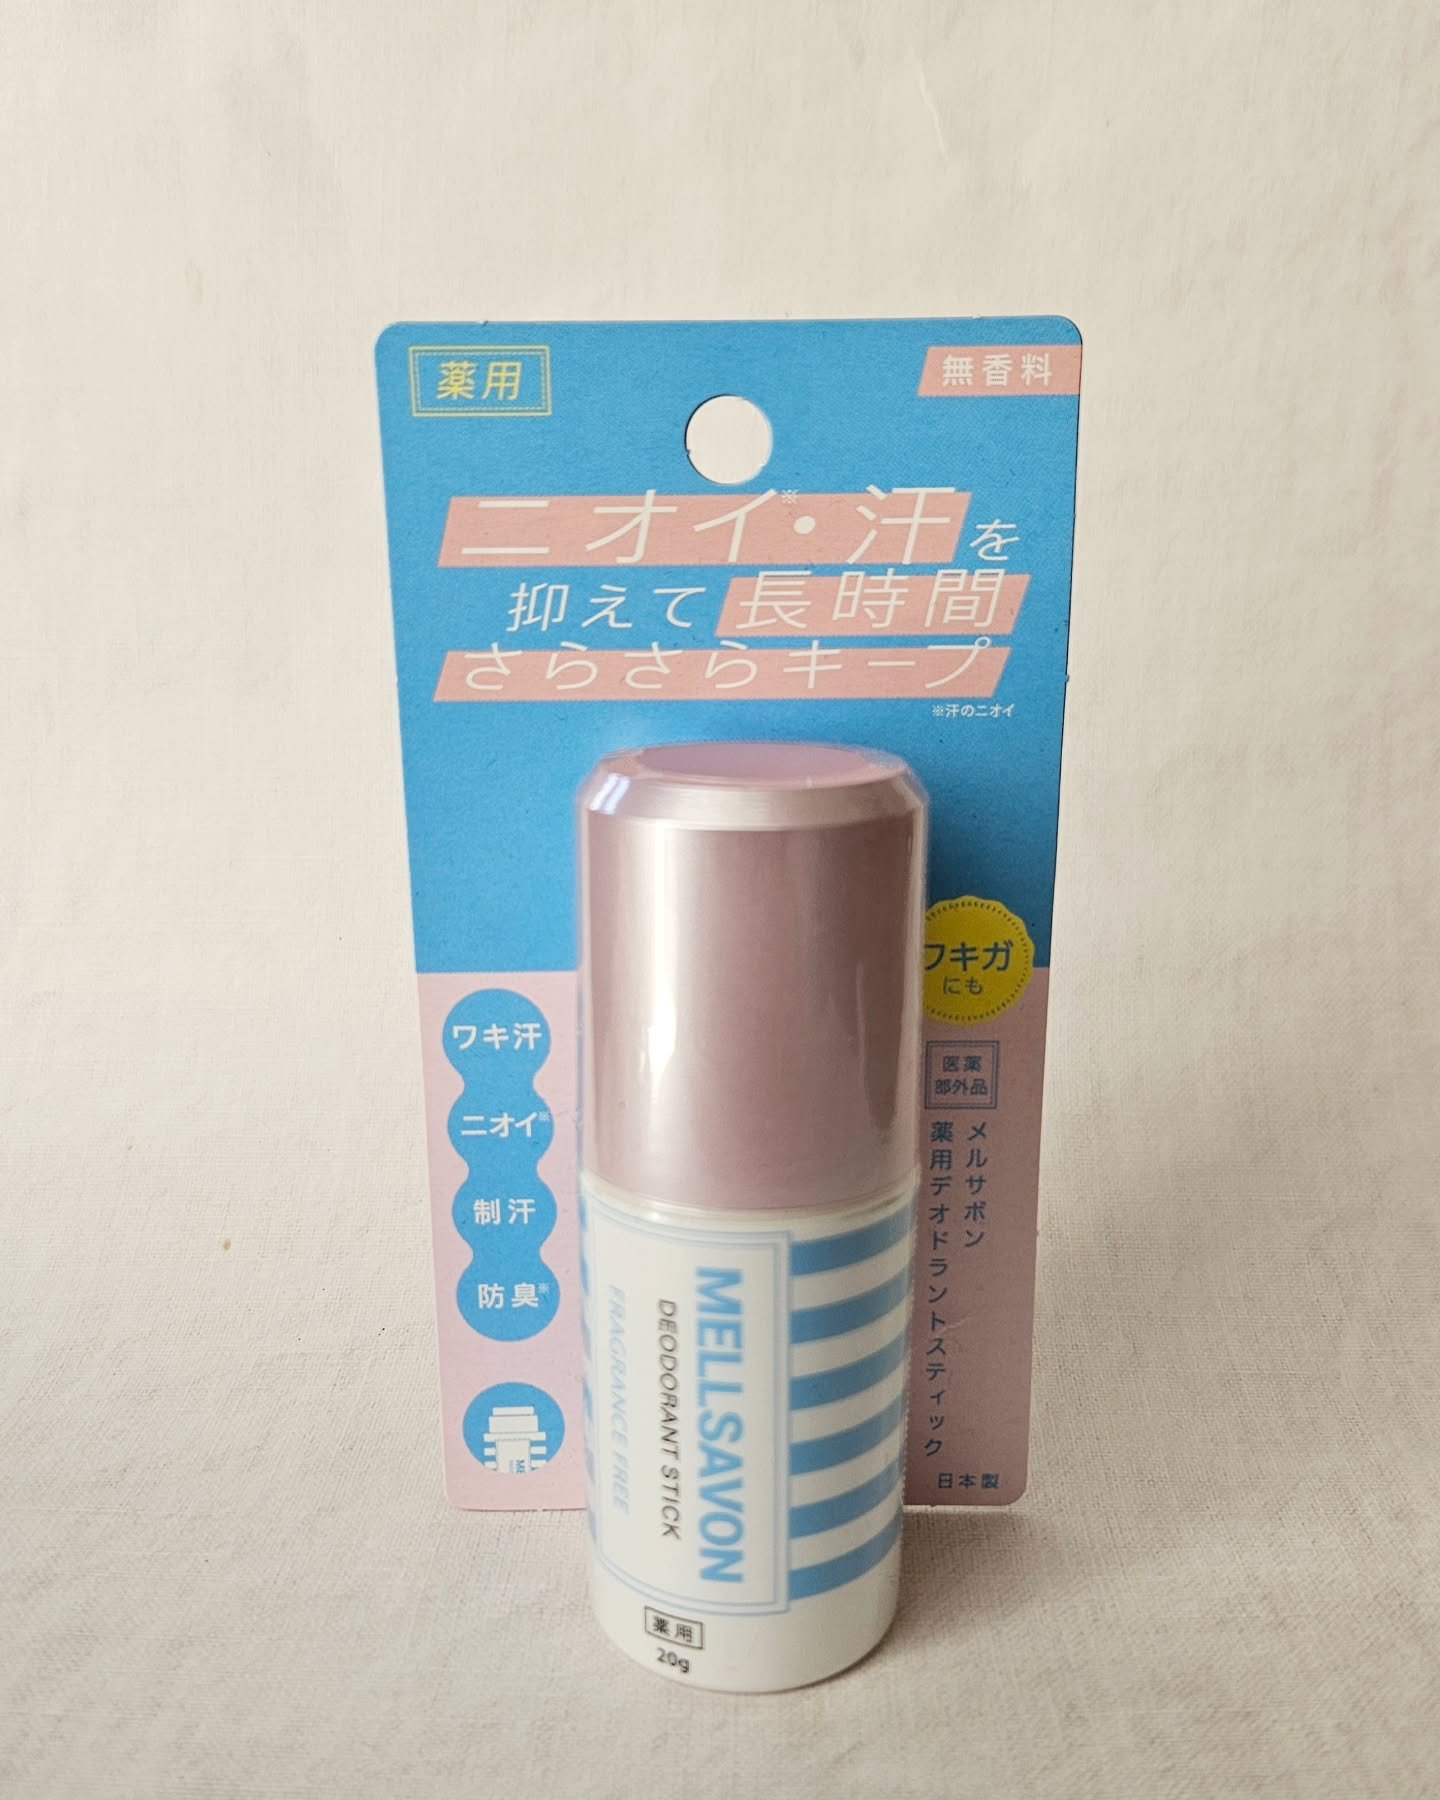 薬用
無香料
ニオイ※・汗を
抑えて長時間
さらさらキープ
※汗のニオイ
ワキガ
にも
ワキ汗
ニオイ※
制汗
防臭※
医薬
部外品
メルサボン
薬用デオドラントスティック
日本製
MELLSAVON
DEODORANT STICK
FRAGRANCE FREE
薬用
20g